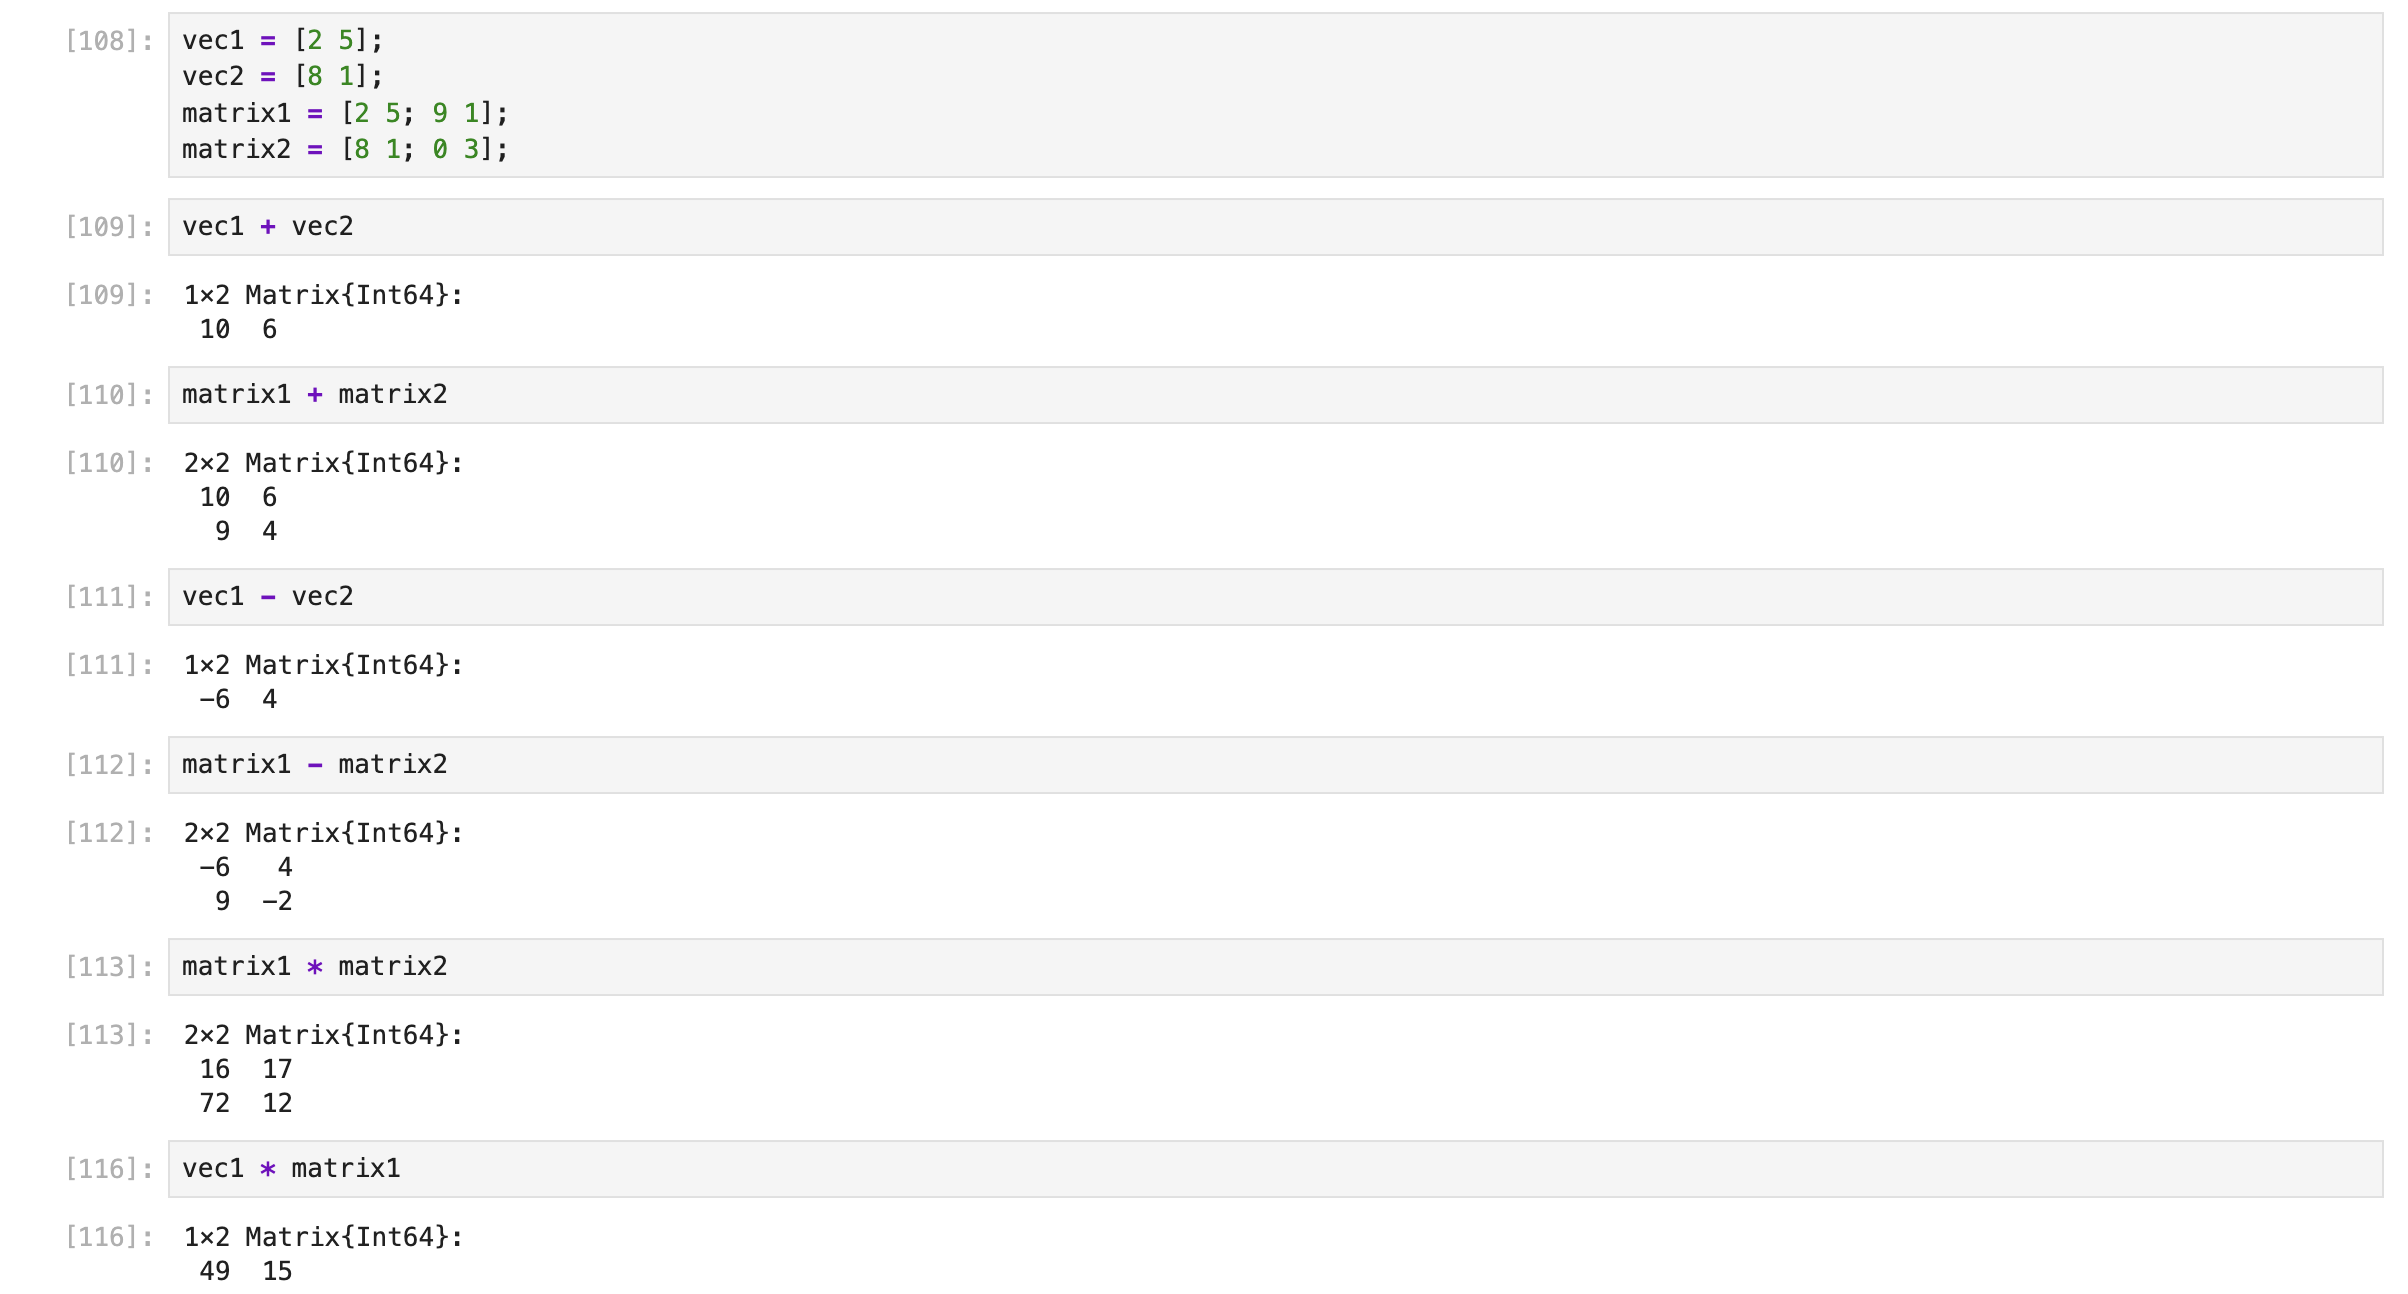 [108]: vec1 = [2 5];
vec2 = [8 1];
matrix1 = [2 5; 9 1];
matrix2 = [8 1; 0 3];
[109]: vec1 + vec2
[109]: 1×2 Matrix{Int64}:
10 6
[110]: matrix1 + matrix2
[110]: 2×2 Matrix{Int64}:
10 6
9 4
[111]: vec1 - vec2
[111]: 1×2 Matrix{Int64}:
-6 4
[112]: matrix1 - matrix2
[112]: 2×2 Matrix{Int64}:
-6 4
9 -2
[113]: matrix1 * matrix2
[113]: 2×2 Matrix{Int64}:
16 17
72 12
[116]: vec1 * matrix1
[116]: 1×2 Matrix{Int64}:
49 15